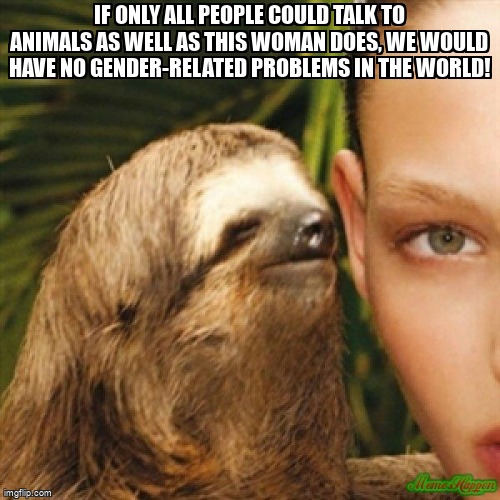 IF ONLY ALL PEOPLE COULD TALK TO
ANIMALS AS WELL AS THIS WOMAN DOES, WE WOULD
HAVE NO GENDER-RELATED PROBLEMS IN THE WORLD!
imgflip.com
MemeHappen